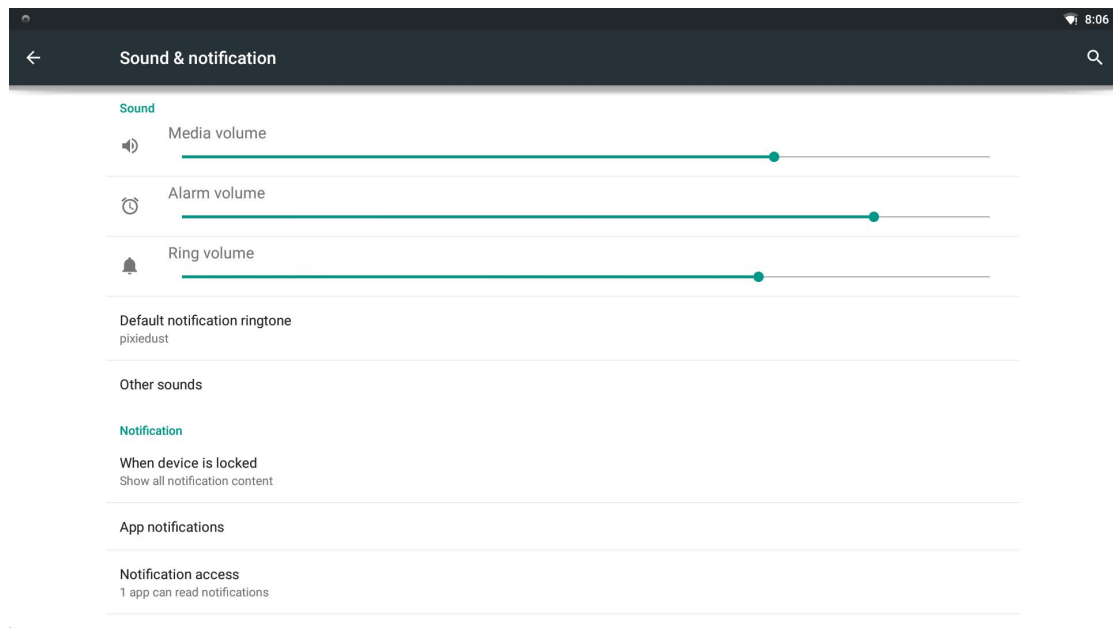 8:06
Sound & notification
Sound
Media volume
Alarm volume
Ring volume
Default notification ringtone
pixiedust
Other sounds
Notification
When device is locked
Show all notification content
App notifications
Notification access
1 app can read notifications